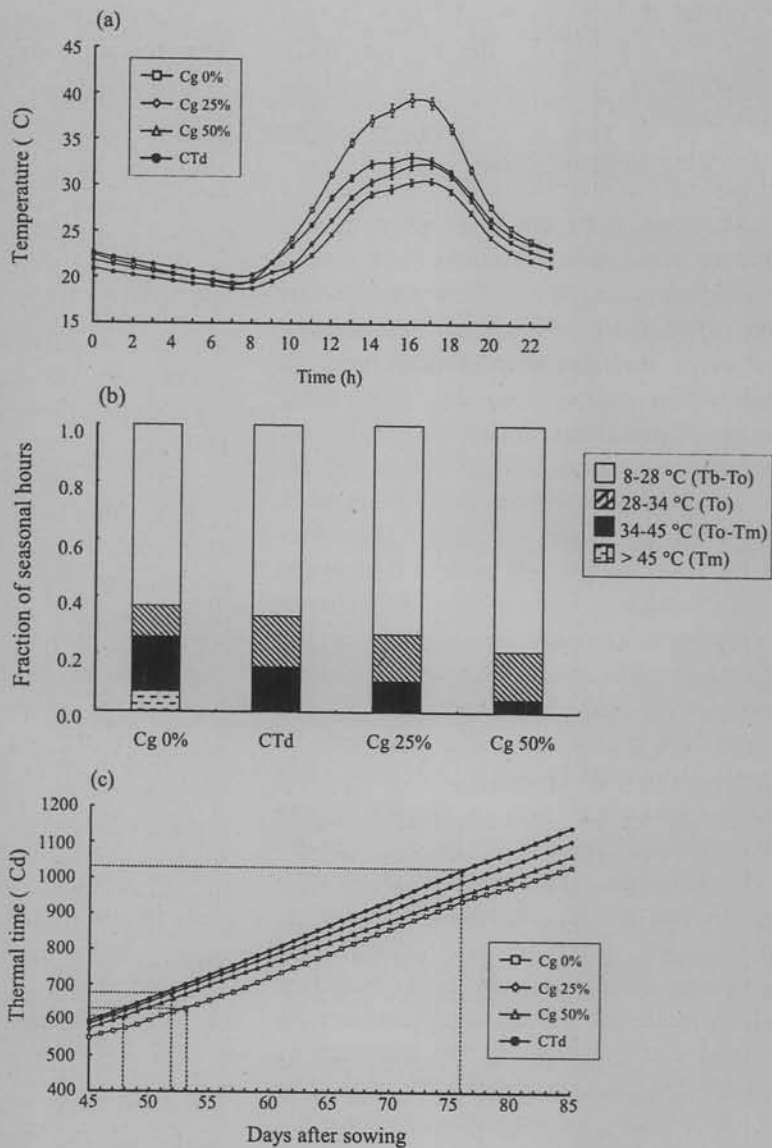 (a)
45
40
35
30
25
20
15
Temperature ( C)
Cg 0%
Cg 25%
Cg 50%
CTd
0 2 4 6 8 10 12 14 16 18 20 22
Time (h)
(b)
1.0
0.8
0.6
0.4
0.2
0.0
Fraction of seasonal hours
8-28 °C (Tb-To)
28-34 °C (To)
34-45 °C (To-Tm)
> 45 °C (Tm)
Cg 0% CTd Cg 25% Cg 50%
(c)
1200
1100
1000
900
800
700
600
500
400
Thermal time ( Cd)
Cg 0%
Cg 25%
Cg 50%
CTd
45 50 55 60 65 70 75 80 85
Days after sowing